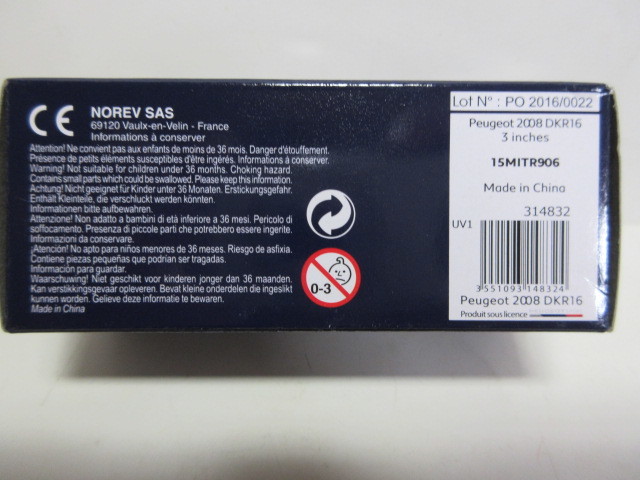 CE
NOREV SAS
69120 Vaulx-en-Velin - France
Informations à conserver
Attention! Ne convient pas aux enfants de moins de 36 mois. Danger d'étouffement.
Présence de petits éléments susceptibles d'être ingérés. Informations à conserver.
Warning! Not suitable for children under 36 months. Choking hazard.
Contains small parts which could be swallowed. Please keep this information.
Achtung! Nicht geeignet für Kinder unter 36 Monaten. Erstickungsgefahr.
Enthält Kleinteile, die verschluckt werden können.
Informationen bitte aufbewahren.
Attenzione! Non adatto a bambini di età inferiore a 36 mesi. Pericolo di
soffocamento. Presenza di piccole parti che potrebbero essere ingerite.
Informazioni da conservare.
¡Atención! No apto para niños menores de 36 meses. Riesgo de asfixia.
Contiene piezas pequeñas que podrían ser tragadas.
Información para guardar.
Waarschuwing! Niet geschikt voor kinderen jonger dan 36 maanden.
Kan verstikkingsgevaar opleveren. Bevat kleine onderdelen die ingeslikt
kunnen worden. Gelieve deze informatie te bewaren.
Made in China
0-3
Lof N° : PO 2016/0022
Peugeot 2008 DKR16
3 inches
15MITR906
Made in China
314832
UV1
3 551093 148324
Peugeot 2008 DKR16
Produit sous licence